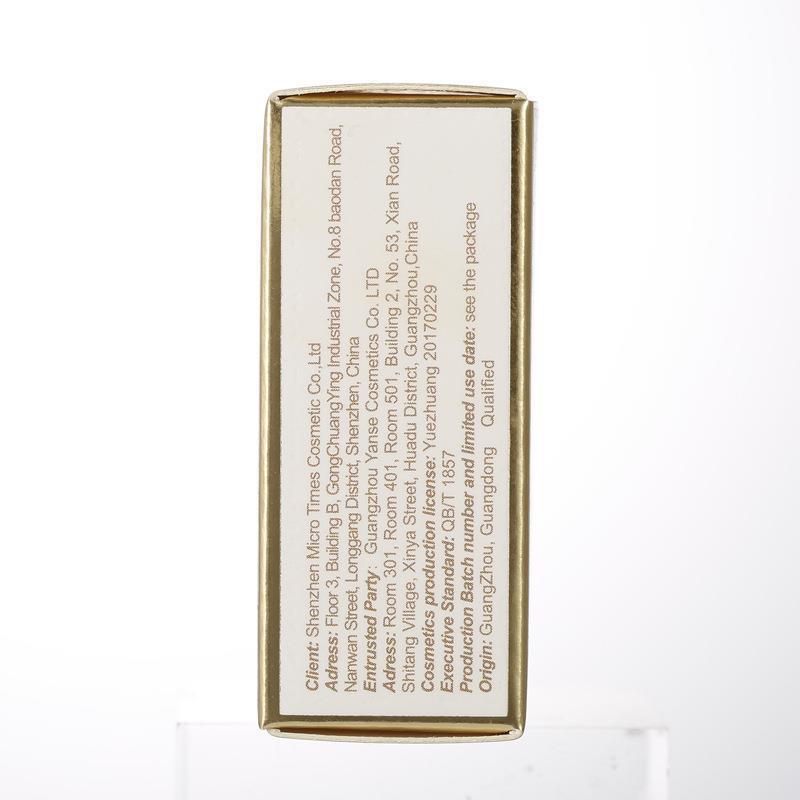 Client: Shenzhen Micro Times Cosmetic Co.,Ltd
Adress: Floor 3, Building B, GongChuangYing Industrial Zone, No.8 baodan Road,
Nanwan Street, Longgang District, Shenzhen, China
Entrusted Party: Guangzhou Yanse Cosmetics Co. LTD
Adress: Room 301, Room 401, Room 501, Building 2, No. 53, Xian Road,
Shitang Village, Xinya Street, Huadu District, Guangzhou,China
Cosmetics production license: Yuezhuang 20170229
Executive Standard: QB/T 1857
Production Batch number and limited use date: see the package
Origin: GuangZhou, Guangdong Qualified